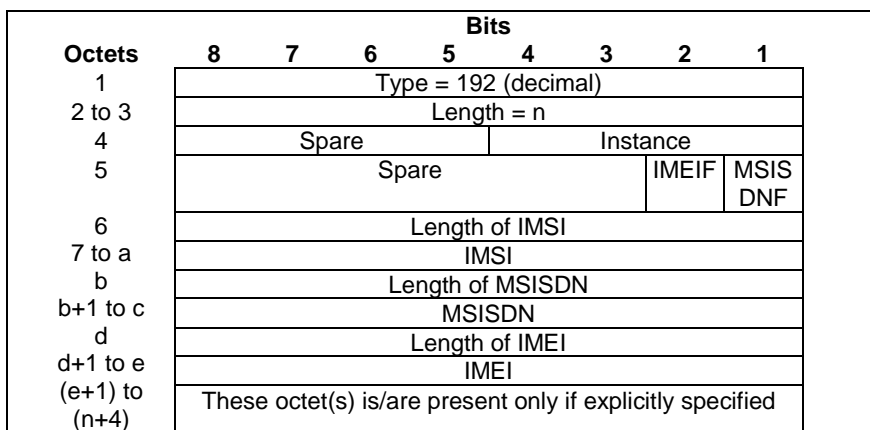 Bits
Octets 8 7 6 5 4 3 2 1
1 Type = 192 (decimal)
2 to 3 Length = n
4 Spare Instance
5 Spare IMEIF MSIS
DNF
6 Length of IMSI
7 to a IMSI
b Length of MSISDN
b+1 to c MSISDN
d Length of IMEI
d+1 to e IMEI
(e+1) to
(n+4) These octet(s) is/are present only if explicitly specified